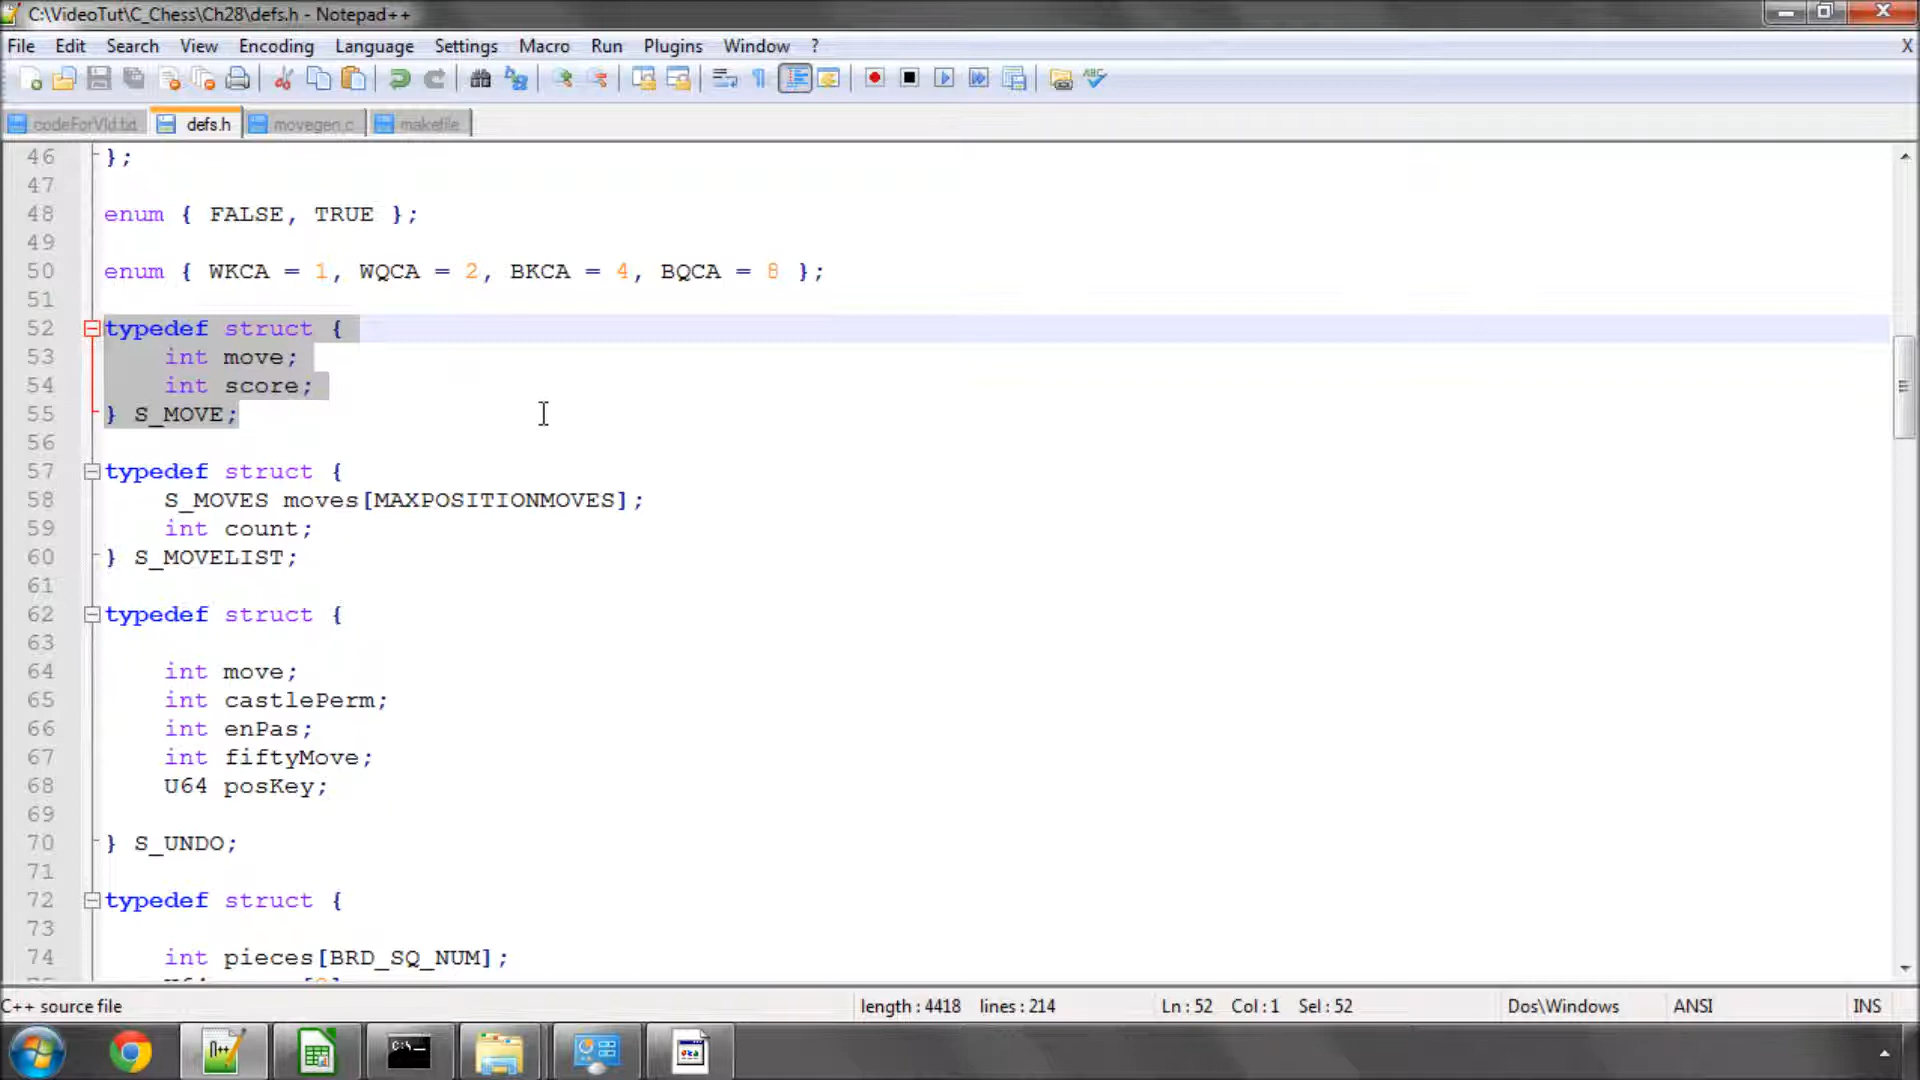 C:\VideoTut\C_Chess\Ch28\defs.h - Notepad++
File Edit Search View Encoding Language Settings Macro Run Plugins Window ? X
codeForVid.txt defs.h movegen.c makefile
46 };
47
48 enum { FALSE, TRUE };
49
50 enum { WKCA = 1, WQCA = 2, BKCA = 4, BQCA = 8 };
51
52 typedef struct {
53 int move;
54 int score;
55 } S_MOVE;
56
57 typedef struct {
58 S_MOVES moves[MAXPOSITIONMOVES];
59 int count;
60 } S_MOVELIST;
61
62 typedef struct {
63
64 int move;
65 int castlePerm;
66 int enPas;
67 int fiftyMove;
68 U64 posKey;
69
70 } S_UNDO;
71
72 typedef struct {
73
74 int pieces[BRD_SQ_NUM];
C++ source file length : 4418 lines : 214 Ln : 52 Col : 1 Sel : 52 Dos\Windows ANSI INS